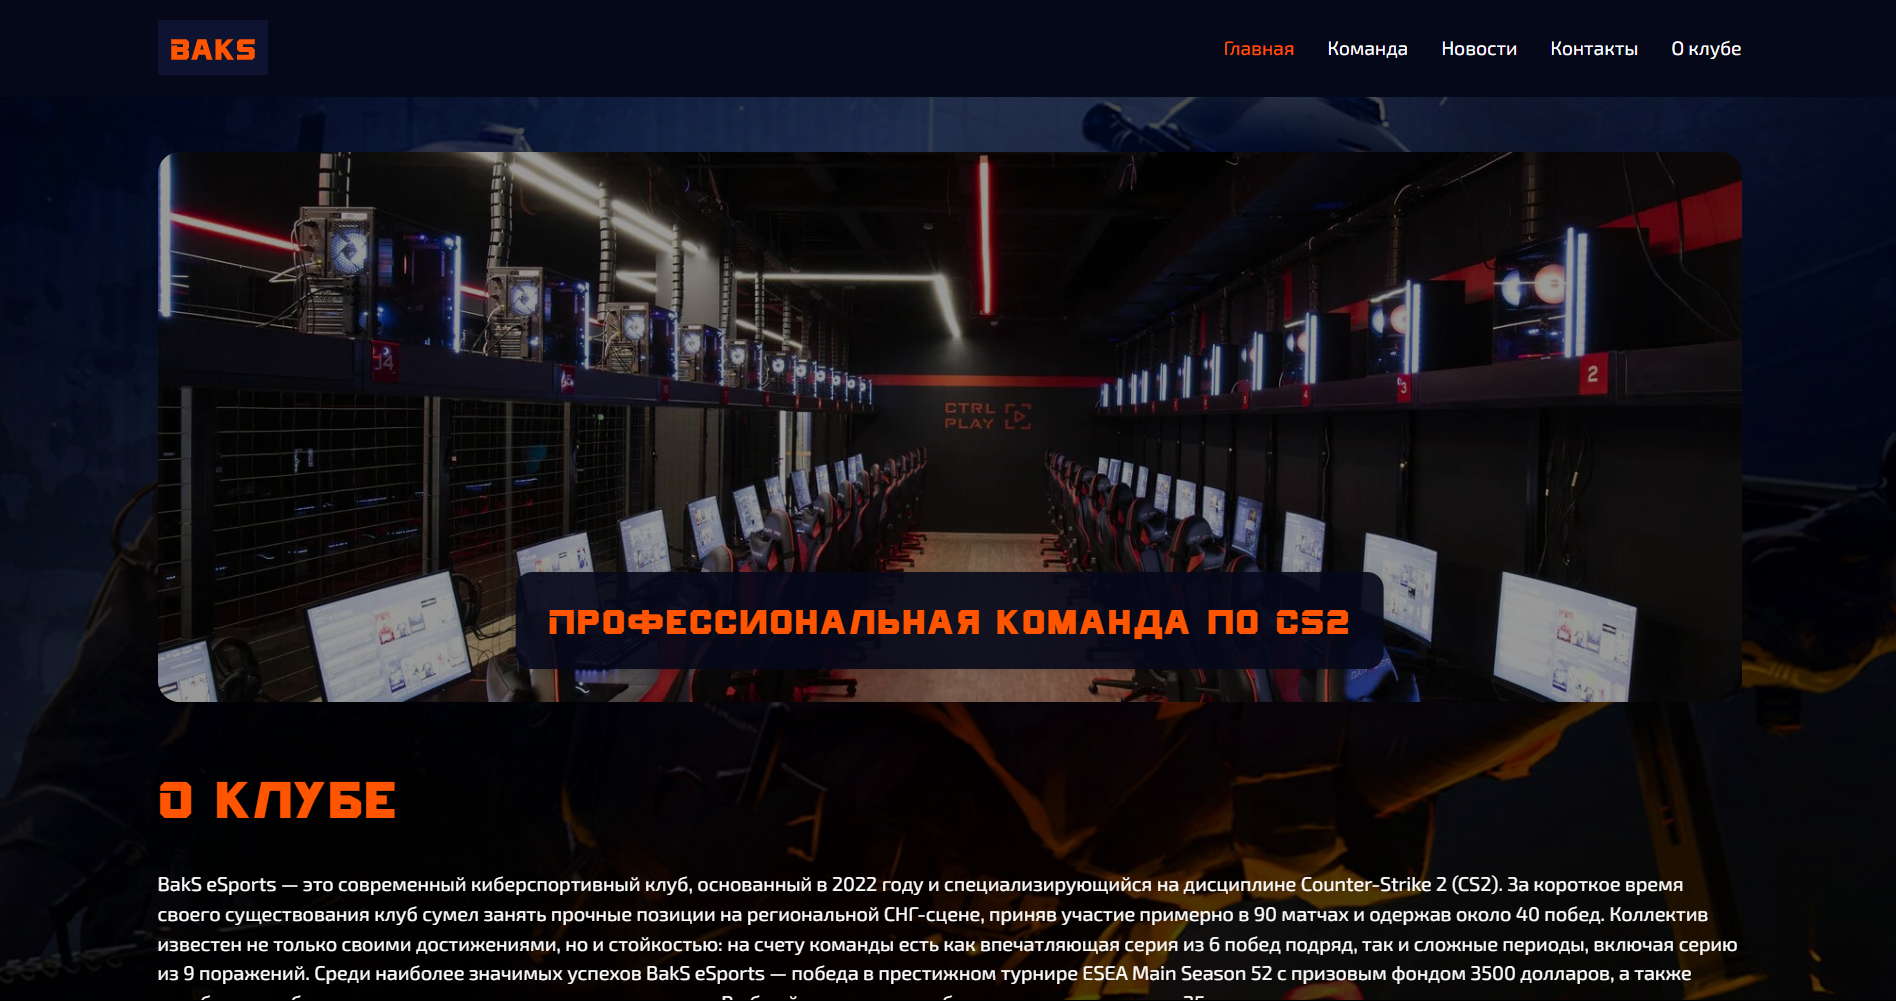 BAKS
Главная Команда Новости Контакты О клубе
14
CTRL
PLAY
3
2
ПРОФЕССИОНАЛЬНАЯ КОМАНДА ПО CS2
О КЛУБЕ
BakS eSports — это современный киберспортивный клуб, основанный в 2022 году и специализирующийся на дисциплине Counter-Strike 2 (CS2). За короткое время
своего существования клуб сумел занять прочные позиции на региональной СНГ-сцене, приняв участие примерно в 90 матчах и одержав около 40 побед. Коллектив
известен не только своими достижениями, но и стойкостью: на счету команды есть как впечатляющая серия из 6 побед подряд, так и сложные периоды, включая серию
из 9 поражений. Среди наиболее значимых успехов BakS eSports — победа в престижном турнире ESEA Main Season 52 с призовым фондом 3500 долларов, а также